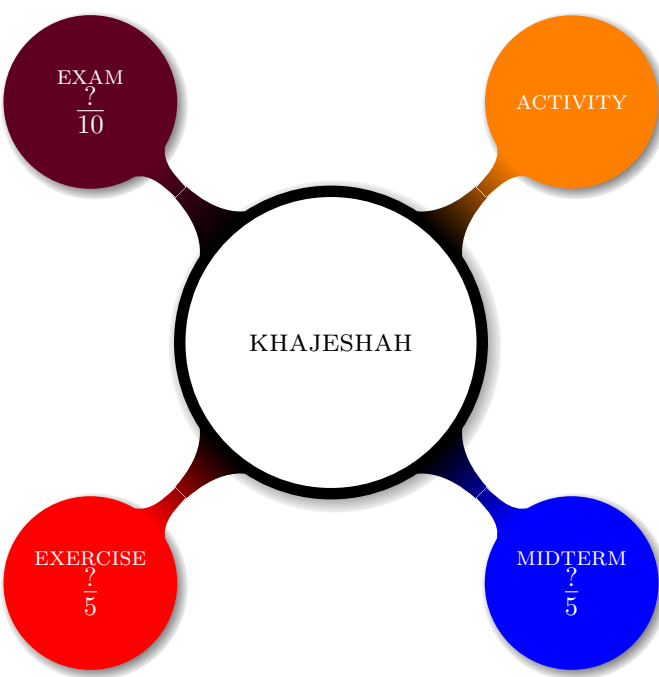 EXAM
?
10
ACTIVITY
KHAJESHAH
EXERCISE
?
5
MIDTERM
?
5